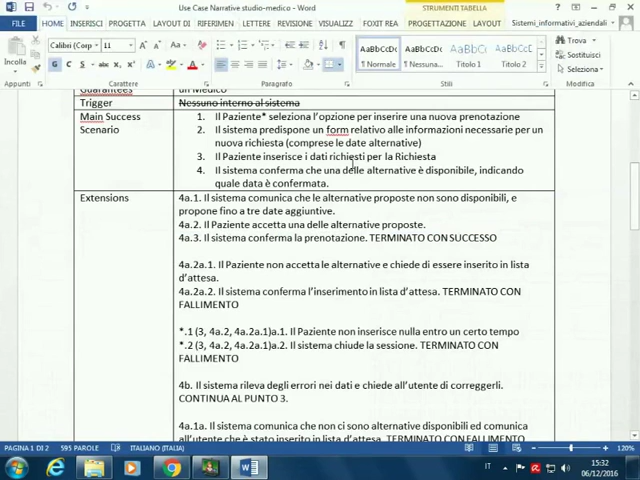 Use Case Narrative studio-medico - Word
STRUMENTI TABELLA
FILE HOME INSERISCI PROGETTA LAYOUT DI RIFERIMEN LETTERE REVISIONE VISUALIZZ FOXIT REA PROGETTAZIONE LAYOUT Sistemi_informativi_aziendali
Calibri (Corp 11
Incolla
AaBbCcDc AaBbCcDc AaBbC AaBbCcD
¶ Normale ¶ Nessuna... Titolo 1 Titolo 2
Trova
Sostituisci
Seleziona
Appunti Carattere Paragrafo Stili Modifica
Guarantees un Medico
Trigger Nessuno interno al sistema
Main Success Scenario
1. Il Paziente* seleziona l'opzione per inserire una nuova prenotazione
2. Il sistema predispone un form relativo alle informazioni necessarie per un
nuova richiesta (comprese le date alternative)
3. Il Paziente inserisce i dati richiesti per la Richiesta
4. Il sistema conferma che una delle alternative è disponibile, indicando
quale data è confermata.
Extensions 4a.1. Il sistema comunica che le alternative proposte non sono disponibili, e
propone fino a tre date aggiuntive.
4a.2. Il Paziente accetta una delle alternative proposte.
4a.3. Il sistema conferma la prenotazione. TERMINATO CON SUCCESSO
4a.2a.1. Il Paziente non accetta le alternative e chiede di essere inserito in lista
d'attesa.
4a.2a.2. Il sistema conferma l'inserimento in lista d'attesa. TERMINATO CON
FALLIMENTO
*.1 (3, 4a.2, 4a.2a.1)a.1. Il Paziente non inserisce nulla entro un certo tempo
*.2 (3, 4a.2, 4a.2a.1)a.2. Il sistema chiude la sessione. TERMINATO CON
FALLIMENTO
4b. Il sistema rileva degli errori nei dati e chiede all'utente di correggerli.
CONTINUA AL PUNTO 3.
4a.1a. Il sistema comunica che non ci sono alternative disponibili ed comunica
all'utente che è stato inserito in lista d'attesa. TERMINATO CON FALLIMENTO
PAGINA 1 DI 2 595 PAROLE ITALIANO (ITALIA) 120%
IT 15:32
06/12/2016